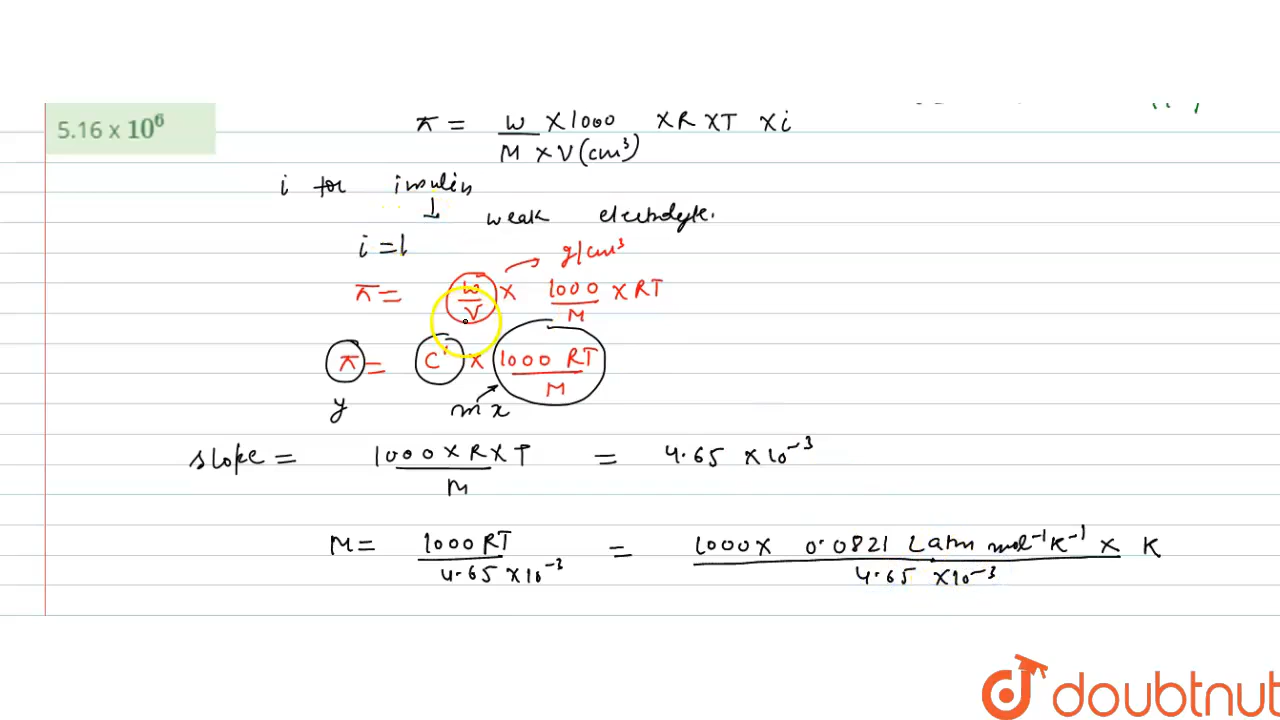 5.16 x 10⁶
π = W × 1000 × R × T × i
M × V (cm³)
i for insulin
↓ weak electrolyte.
i = 1
g/cm³
π = W/V × 1000/M × RT
π = C × 1000 RT/M
y m x
slope = 1000 × R × T / M = 4.65 × 10⁻³
M = 1000 RT / 4.65 × 10⁻³ = 1000 × 0.0821 L atm mol⁻¹ K⁻¹ × K / 4.65 × 10⁻³
doubtnut